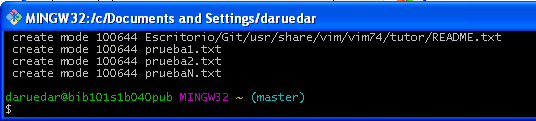 MINGW32:/c/Documents and Settings/daruedar
create mode 100644 Escritorio/Git/usr/share/vim/vim74/tutor/README.txt
create mode 100644 prueba1.txt
create mode 100644 prueba2.txt
create mode 100644 pruebaN.txt
daruedar@bib101s1b040pub MINGW32 ~ (master)
$